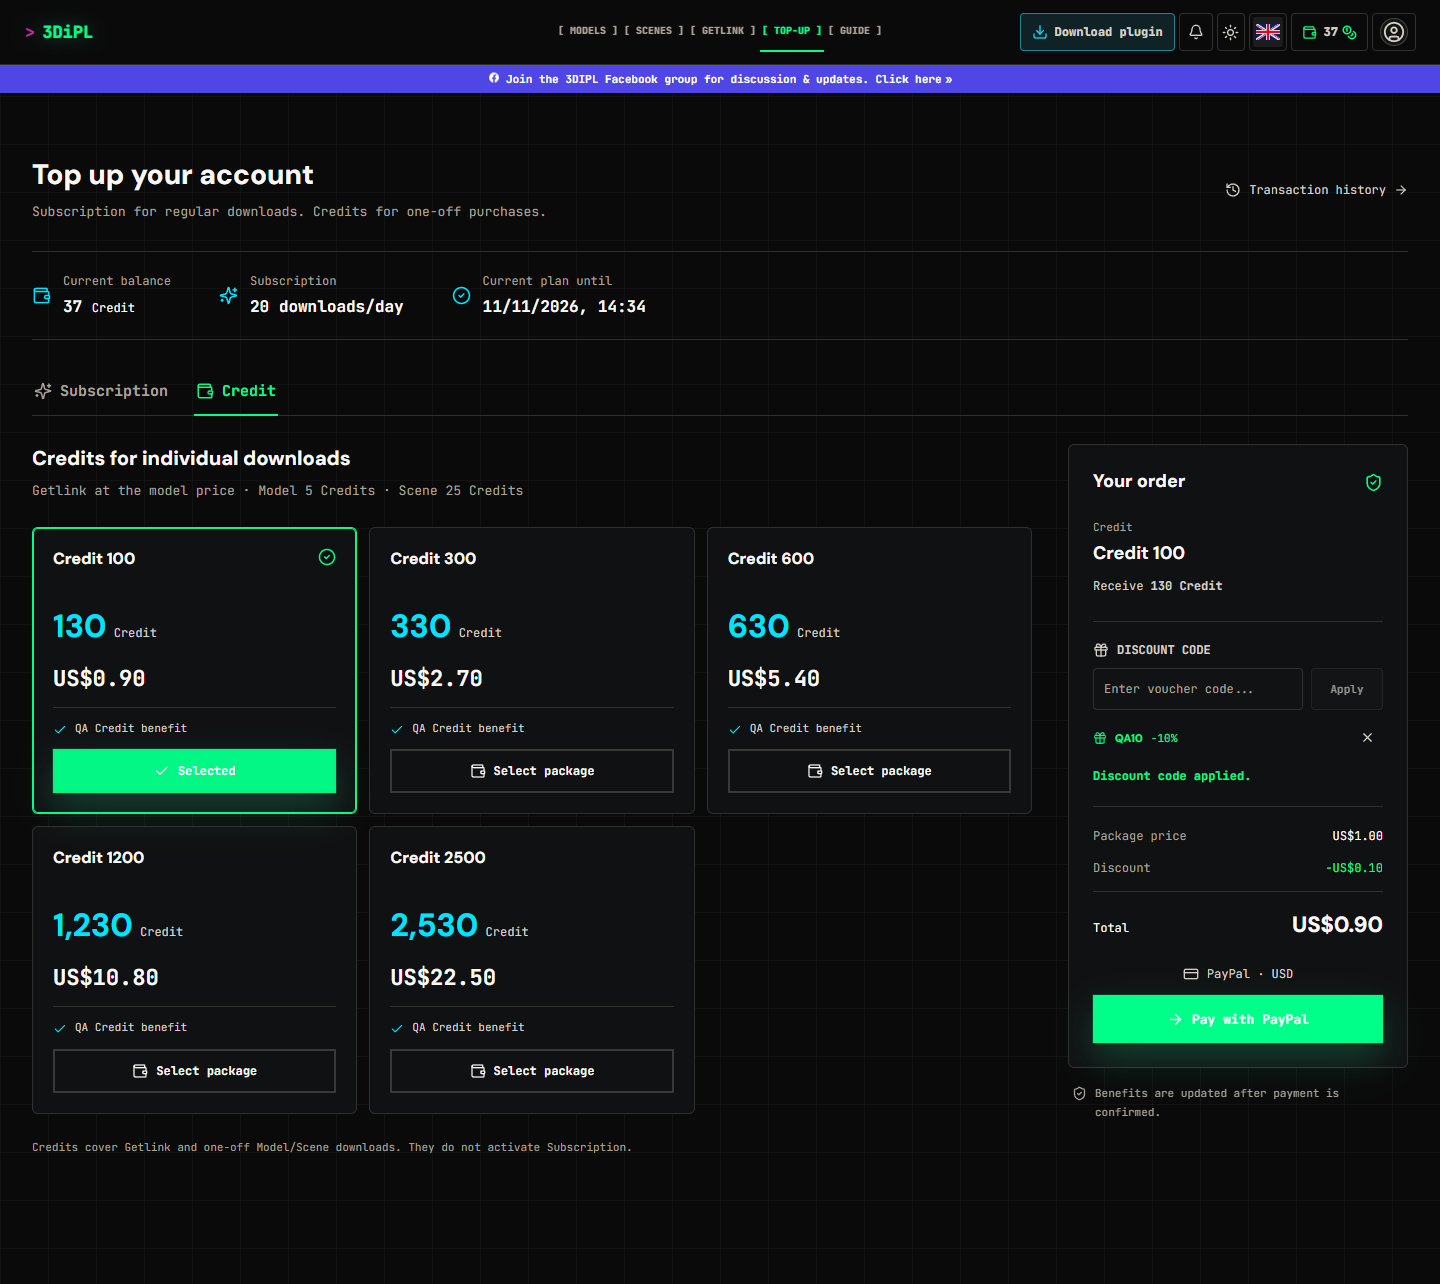 > 3DiPL
[ MODELS ] [ SCENES ] [ GETLINK ] [ TOP-UP ] [ GUIDE ]
Download plugin
37
Join the 3DIPL Facebook group for discussion & updates. Click here »
Top up your account
Subscription for regular downloads. Credits for one-off purchases.
Transaction history
Current balance
37 Credit
Subscription
20 downloads/day
Current plan until
11/11/2026, 14:34
Subscription
Credit
Credits for individual downloads
Getlink at the model price · Model 5 Credits · Scene 25 Credits
Credit 100
130 Credit
US$0.90
QA Credit benefit
Selected
Credit 300
330 Credit
US$2.70
QA Credit benefit
Select package
Credit 600
630 Credit
US$5.40
QA Credit benefit
Select package
Credit 1200
1,230 Credit
US$10.80
QA Credit benefit
Select package
Credit 2500
2,530 Credit
US$22.50
QA Credit benefit
Select package
Credits cover Getlink and one-off Model/Scene downloads. They do not activate Subscription.
Your order
Credit
Credit 100
Receive 130 Credit
DISCOUNT CODE
Enter voucher code...
Apply
QA10 -10%
Discount code applied.
Package price US$1.00
Discount -US$0.10
Total US$0.90
PayPal · USD
Pay with PayPal
Benefits are updated after payment is
confirmed.